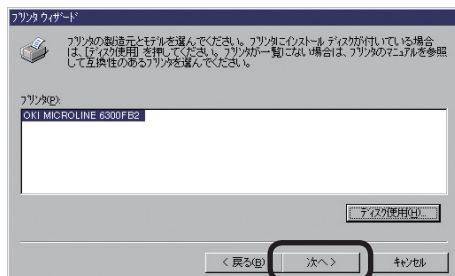 プリンタ ウィザード
プリンタの製造元とモデルを選んでください。プリンタにインストール ディスクが付いている場合
は、[ディスク使用] を押してください。プリンタが一覧にない場合は、プリンタのマニュアルを参照
して互換性のあるプリンタを選んでください。
プリンタ(P):
OKI MICROLINE 6300FB2
ディスク使用(H)...
< 戻る(B)
次へ >
キャンセル